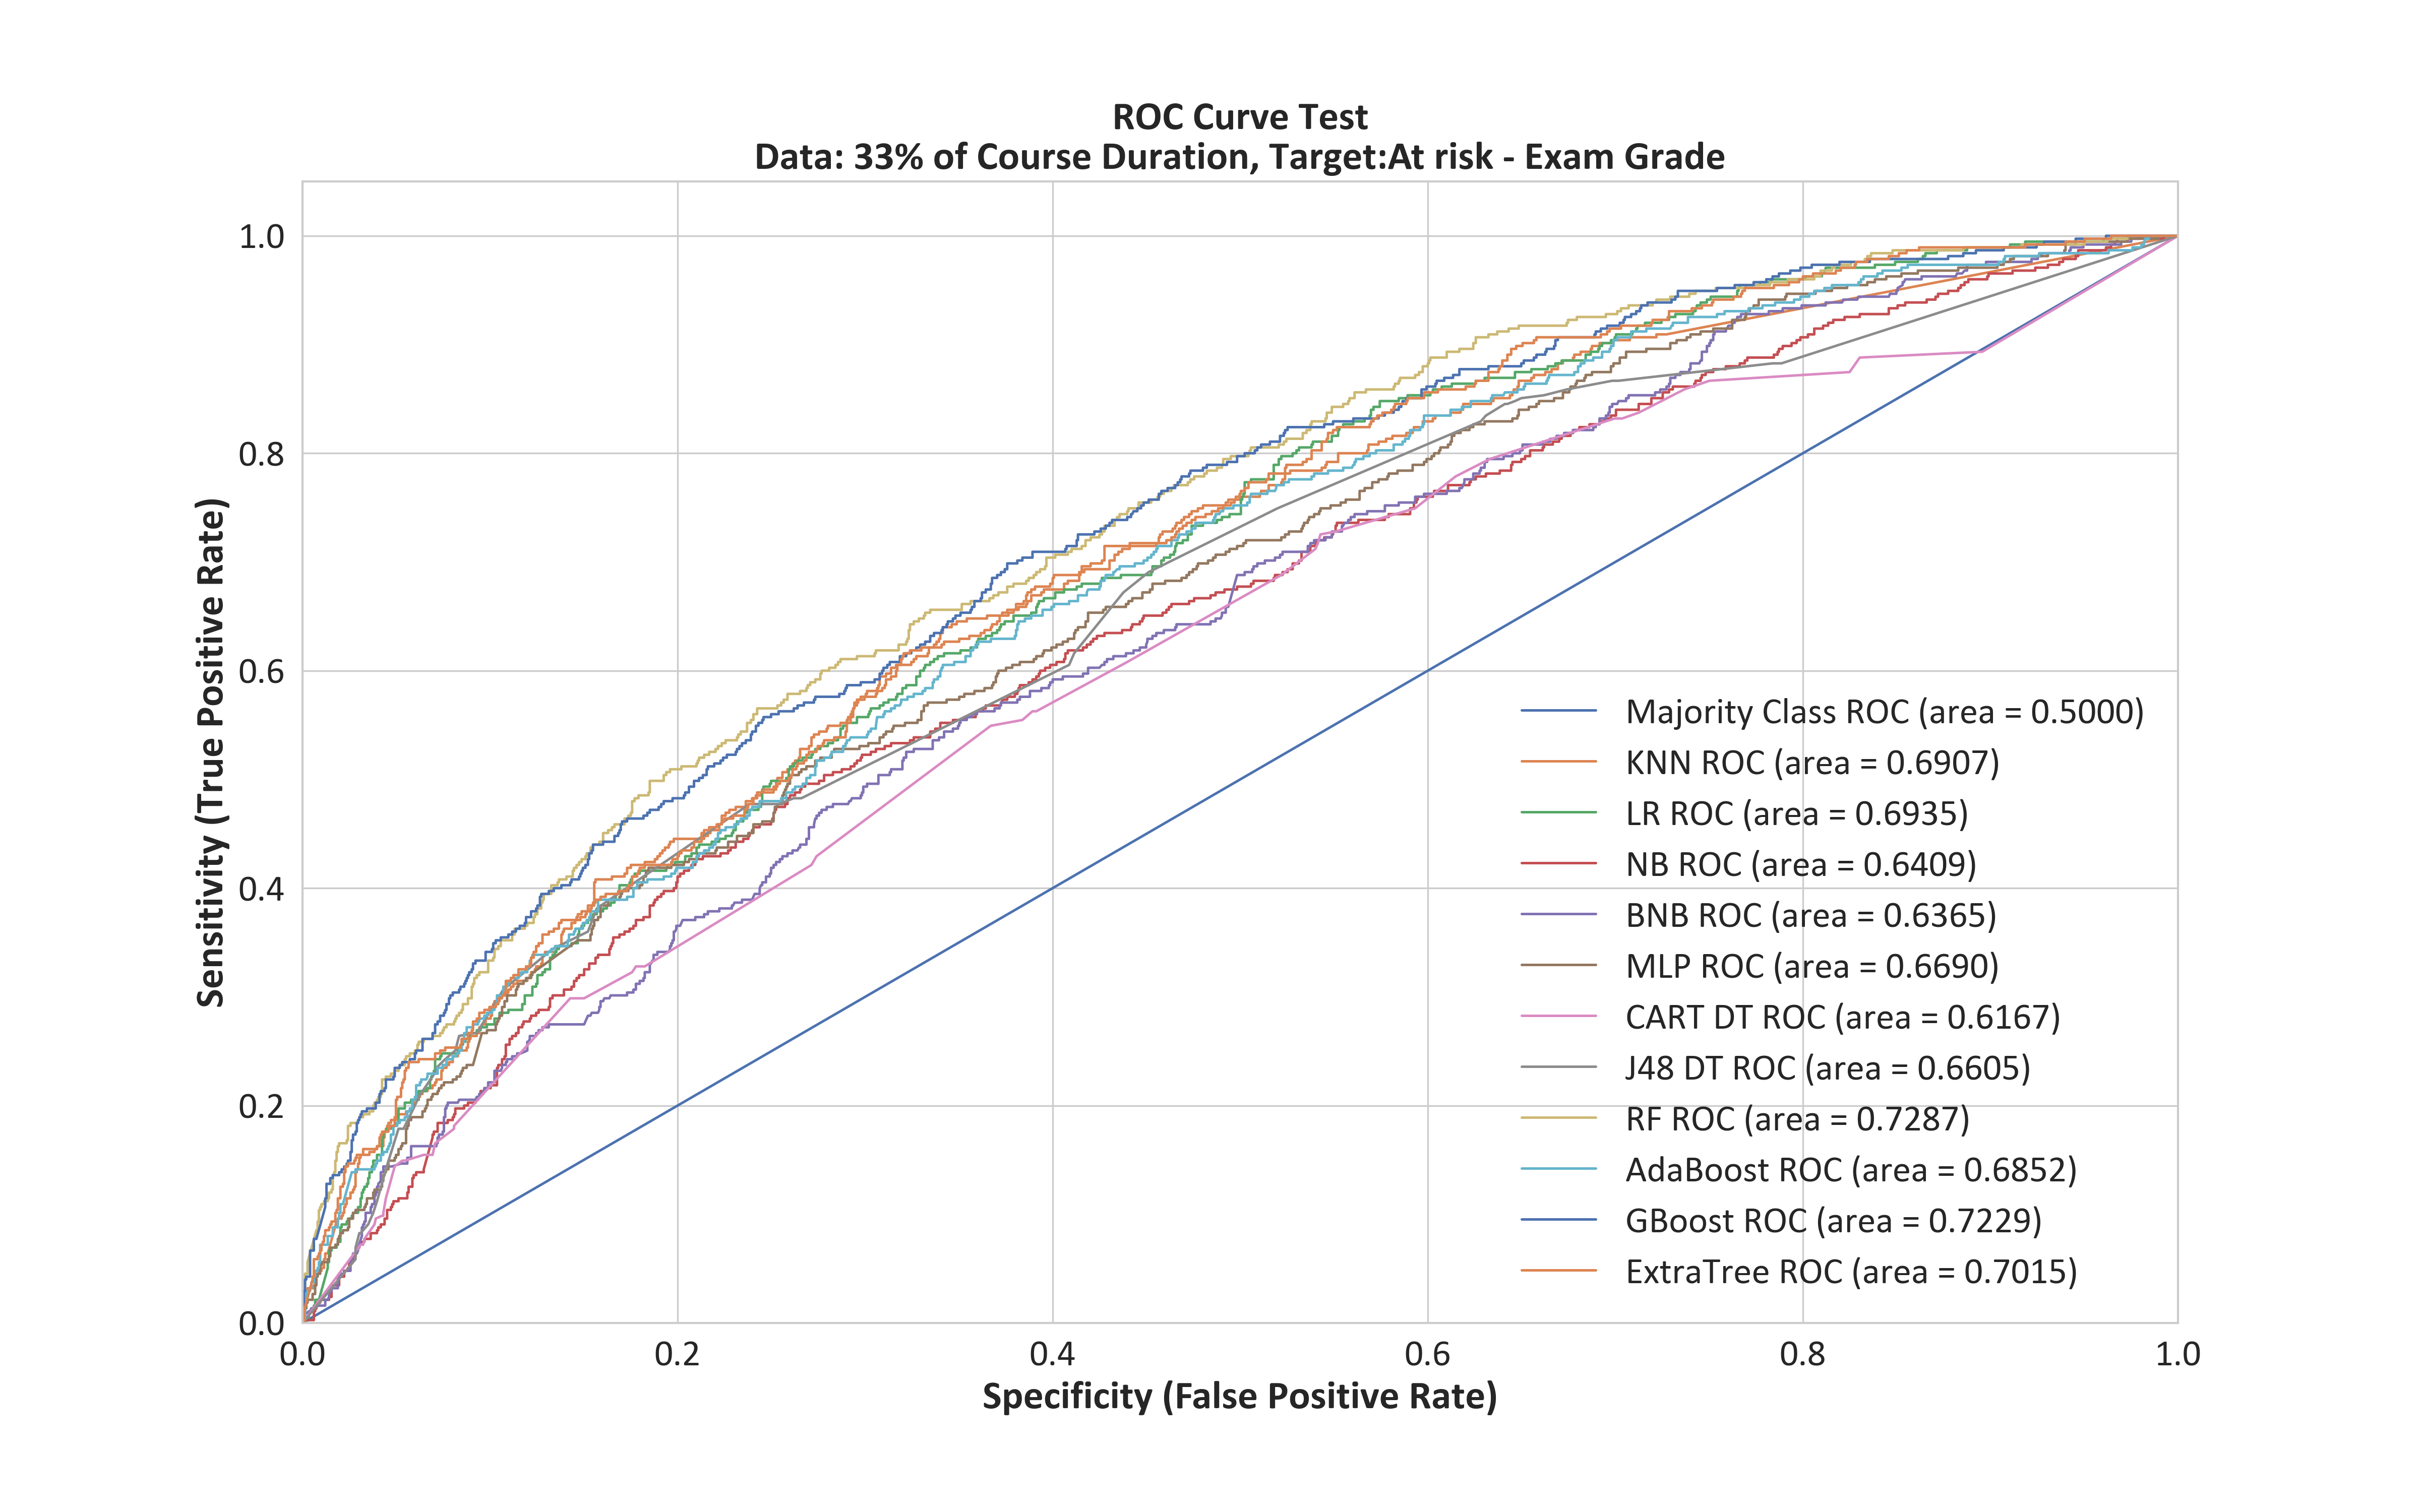 ROC Curve Test
Data: 33% of Course Duration, Target:At risk - Exam Grade
Sensitivity (True Positive Rate)
1.0
0.8
0.6
0.4
0.2
0.0
Majority Class ROC (area = 0.5000)
KNN ROC (area = 0.6907)
LR ROC (area = 0.6935)
NB ROC (area = 0.6409)
BNB ROC (area = 0.6365)
MLP ROC (area = 0.6690)
CART DT ROC (area = 0.6167)
J48 DT ROC (area = 0.6605)
RF ROC (area = 0.7287)
AdaBoost ROC (area = 0.6852)
GBoost ROC (area = 0.7229)
ExtraTree ROC (area = 0.7015)
0.0 0.2 0.4 0.6 0.8 1.0
Specificity (False Positive Rate)